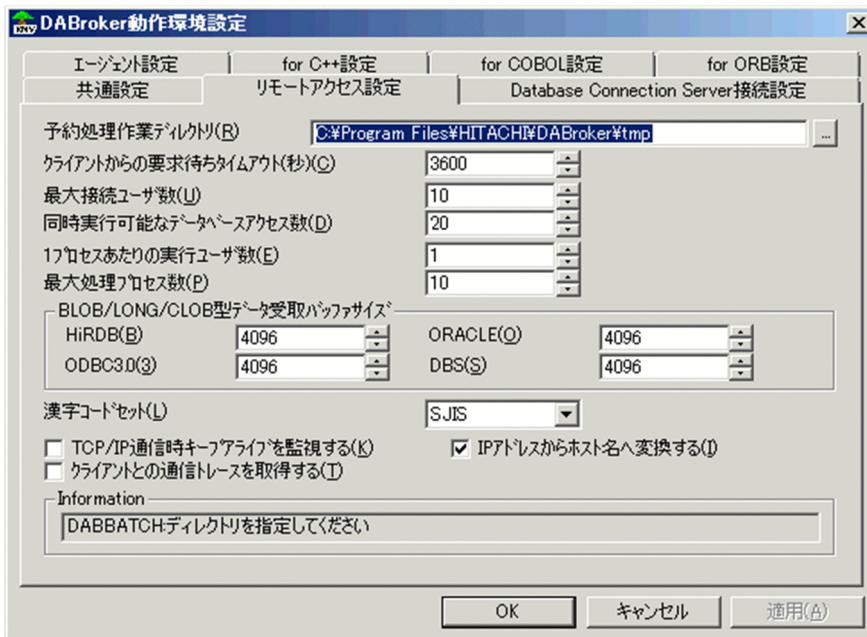 DABroker動作環境設定
エージェント設定 for C++設定 for COBOL設定 for ORB設定
共通設定 リモートアクセス設定 Database Connection Server接続設定
予約処理作業ディレクトリ(R) C:¥Program Files¥HITACHI¥DABroker¥tmp ...
クライアントからの要求待ちタイムアウト(秒)(C) 3600
最大接続ユーザ数(U) 10
同時実行可能なデータベースアクセス数(D) 20
1プロセスあたりの実行ユーザ数(E) 1
最大処理プロセス数(P) 10
BLOB/LONG/CLOB型データ受取バッファサイズ
HiRDB(B) 4096 ORACLE(O) 4096
ODBC3.0(3) 4096 DBS(S) 4096
漢字コードセット(L) SJIS
TCP/IP通信時キープアライブを監視する(K) IPアドレスからホスト名へ変換する(I)
クライアントとの通信トレースを取得する(T)
Information
DABBATCH:ディレクトリを指定してください
OK キャンセル 適用(A)